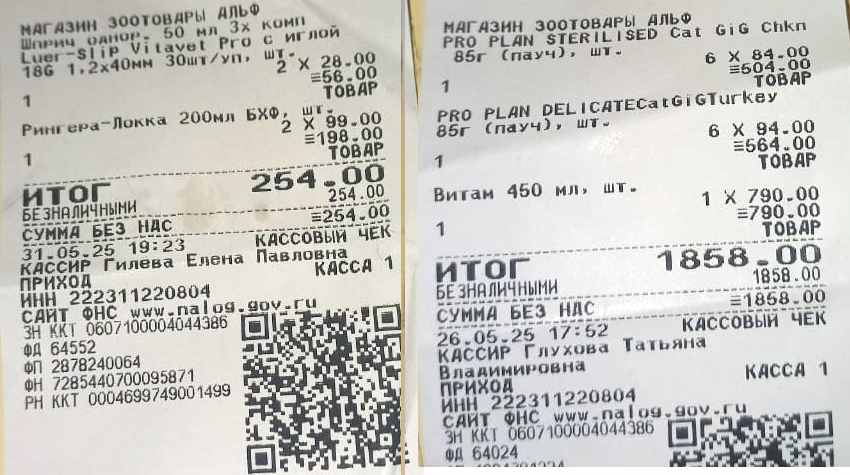 МАГАЗИН ЗООТОВАРЫ АЛЬФ
Шприц однор. 50 мл 3х комп
Luer-Slip Vitavet Pro с иглой
18G 1,2х40мм 30шт/уп, шт.
2 X 28.00
≡56.00
1 ТОВАР
Рингера-Локка 200мл БХФ, шт.
2 X 99.00
≡198.00
1 ТОВАР
ИТОГ 254.00
БЕЗНАЛИЧНЫМИ 254.00
СУММА БЕЗ НДС ≡254.00
31.05.25 19:23 КАССОВЫЙ ЧЕК
КАССИР Гилева Елена Павловна
ПРИХОД КАССА 1
ИНН 222311220804
САЙТ ФНС www.nalog.gov.ru
ЗН ККТ 0607100004044386
ФД 64552
ФП 2878240064
ФН 7285440700095871
РН ККТ 0004699749001499
МАГАЗИН ЗООТОВАРЫ АЛЬФ
PRO PLAN STERILISED Cat GiG Chkn
85г (пауч), шт.
6 X 84.00
≡504.00
1 ТОВАР
PRO PLAN DELICATECatGiGTurkey
85г (пауч), шт.
6 X 94.00
≡564.00
1 ТОВАР
Витам 450 мл, шт.
1 X 790.00
≡790.00
1 ТОВАР
ИТОГ 1858.00
БЕЗНАЛИЧНЫМИ 1858.00
СУММА БЕЗ НДС ≡1858.00
26.05.25 17:52 КАССОВЫЙ ЧЕК
КАССИР Глухова Татьяна
Владимировна
ПРИХОД КАССА 1
ИНН 222311220804
САЙТ ФНС www.nalog.gov.ru
ЗН ККТ 0607100004044386
ФД 64024